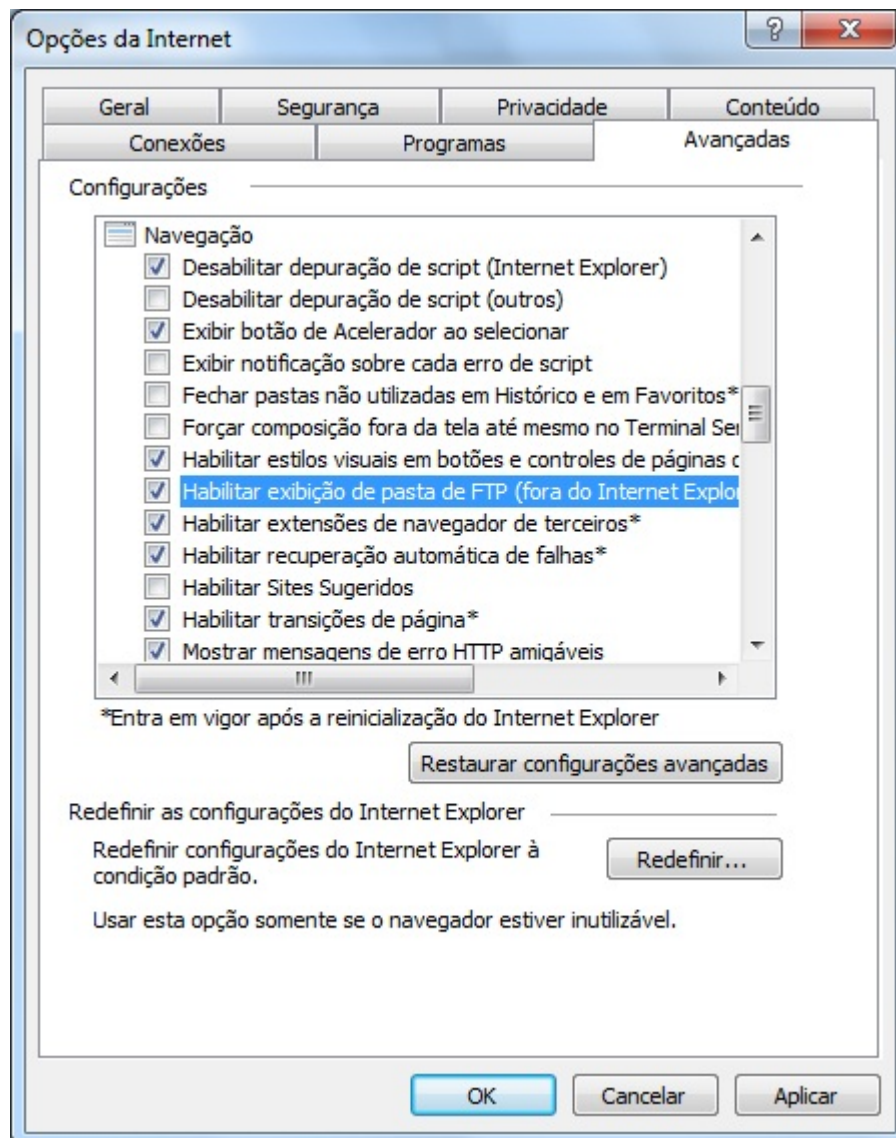 Opções da Internet
Geral
Segurança
Privacidade
Conteúdo
Conexões
Programas
Avançadas
Configurações
Navegação
Desabilitar depuração de script (Internet Explorer)
Desabilitar depuração de script (outros)
Exibir botão de Acelerador ao selecionar
Exibir notificação sobre cada erro de script
Fechar pastas não utilizadas em Histórico e em Favoritos*
Forçar composição fora da tela até mesmo no Terminal Ser
Habilitar estilos visuais em botões e controles de páginas d
Habilitar exibição de pasta de FTP (fora do Internet Explor
Habilitar extensões de navegador de terceiros*
Habilitar recuperação automática de falhas*
Habilitar Sites Sugeridos
Habilitar transições de página*
Mostrar mensagens de erro HTTP amigáveis
*Entra em vigor após a reinicialização do Internet Explorer
Restaurar configurações avançadas
Redefinir as configurações do Internet Explorer
Redefinir configurações do Internet Explorer à
condição padrão.
Redefinir...
Usar esta opção somente se o navegador estiver inutilizável.
OK
Cancelar
Aplicar